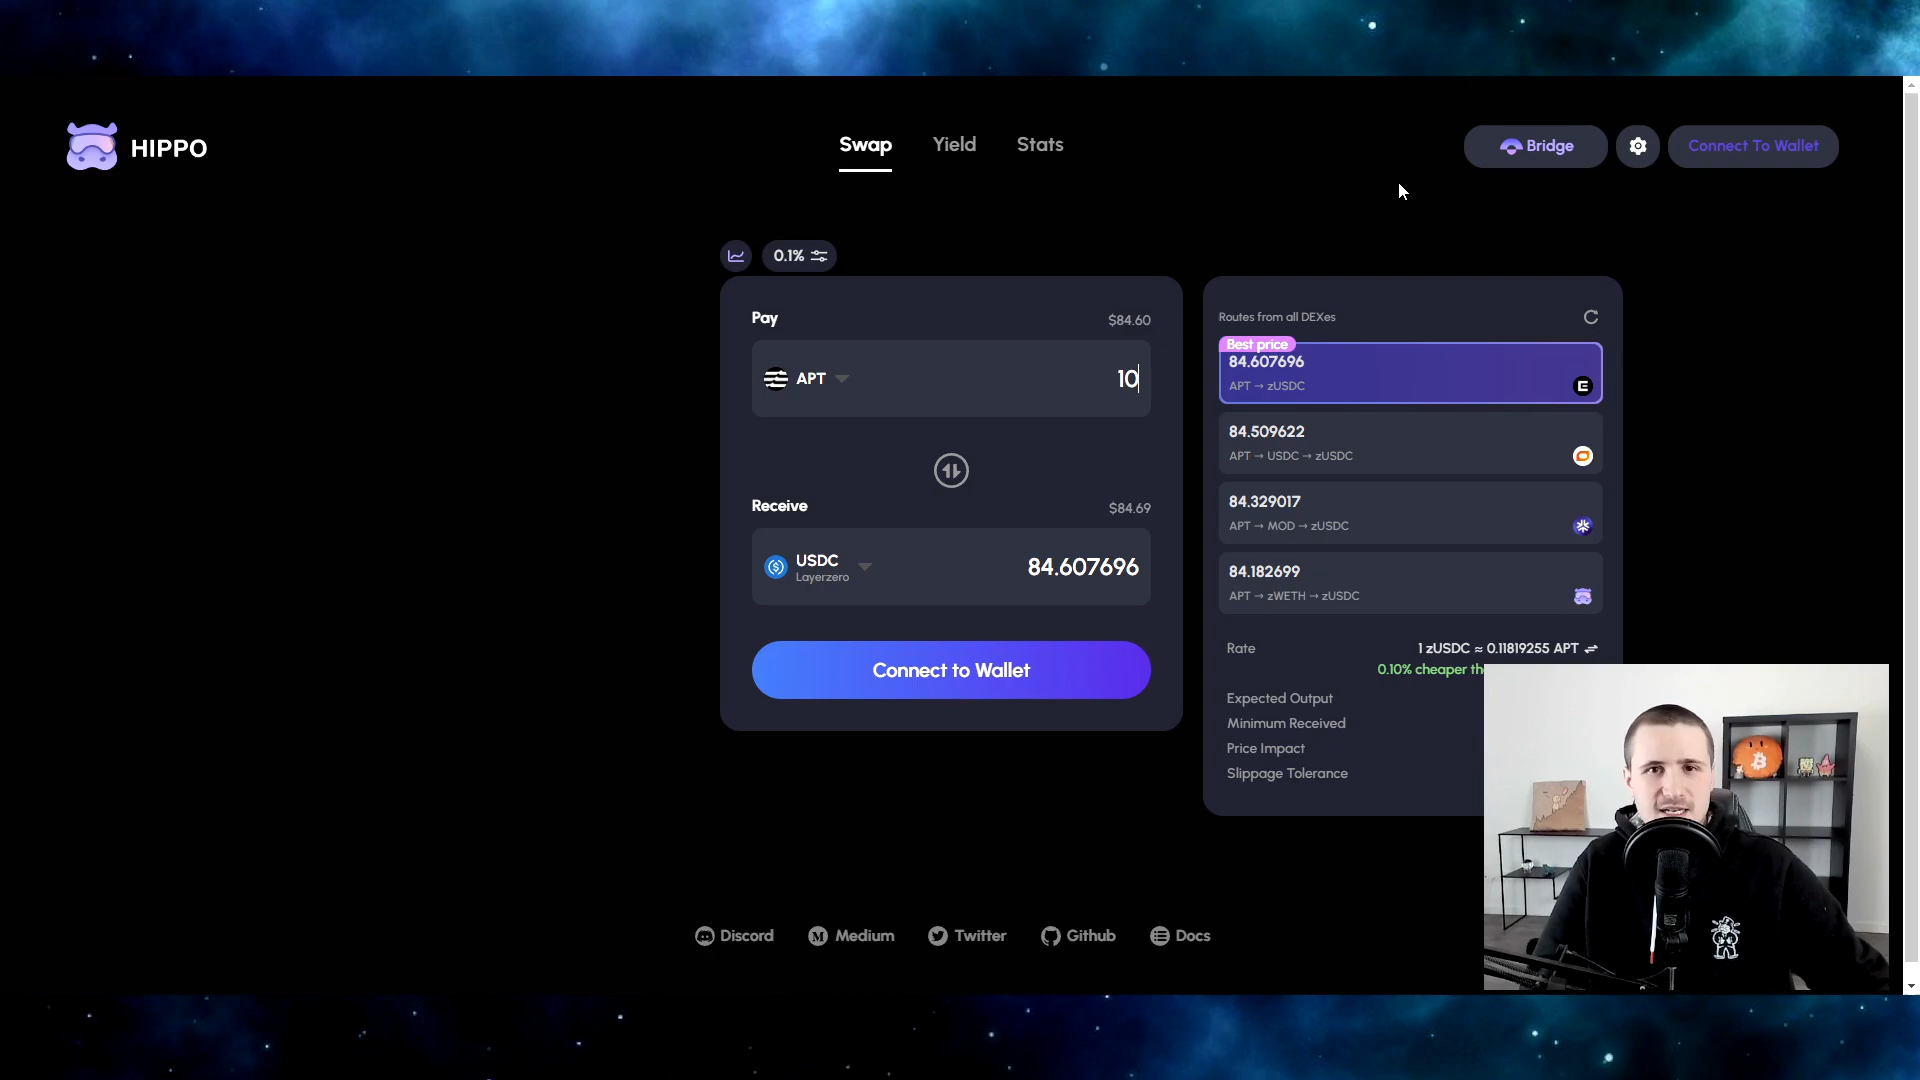 HIPPO
Swap
Yield
Stats
Bridge
Connect To Wallet
0.1%
Pay
$84.60
APT
10
Receive
$84.69
USDC
Layerzero
84.607696
Connect to Wallet
Routes from all DEXes
Best price
84.607696
APT → zUSDC
84.509622
APT → USDC → zUSDC
84.329017
APT → MOD → zUSDC
84.182699
APT → zWETH → zUSDC
Rate
1 zUSDC ≈ 0.11819255 APT
0.10% cheaper
Expected Output
Minimum Received
Price Impact
Slippage Tolerance
Discord
Medium
Twitter
Github
Docs